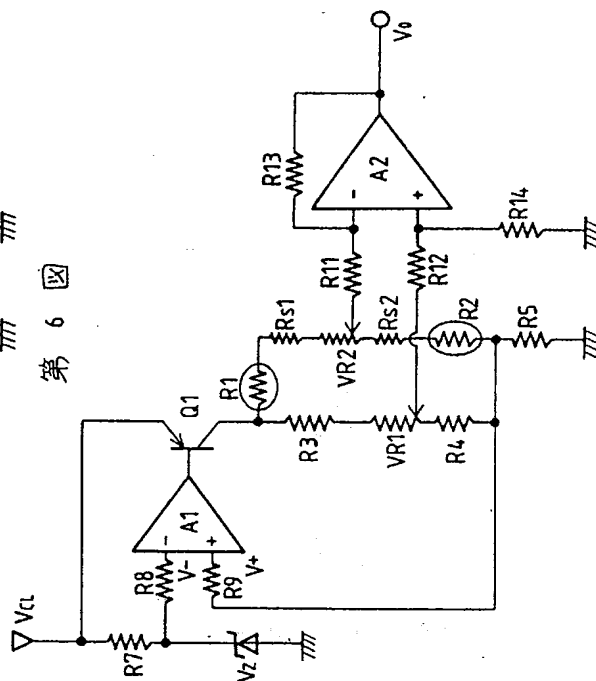 第 6 図
VCL
R7
R8
V-
V+
R9
Vz
A1
-
+
Q1
R1
R3
VR1
R4
Rs1
VR2
Rs2
R2
R5
R11
R12
R13
R14
A2
-
+
Vo